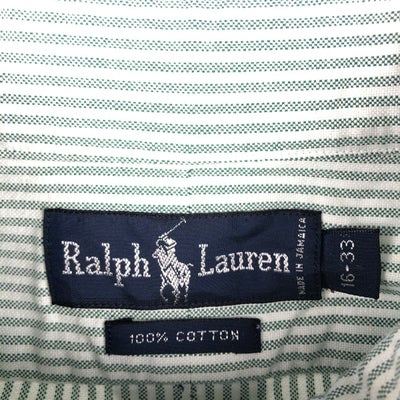 Ralph Lauren
MADE IN JAMAICA
16-33
100% COTTON